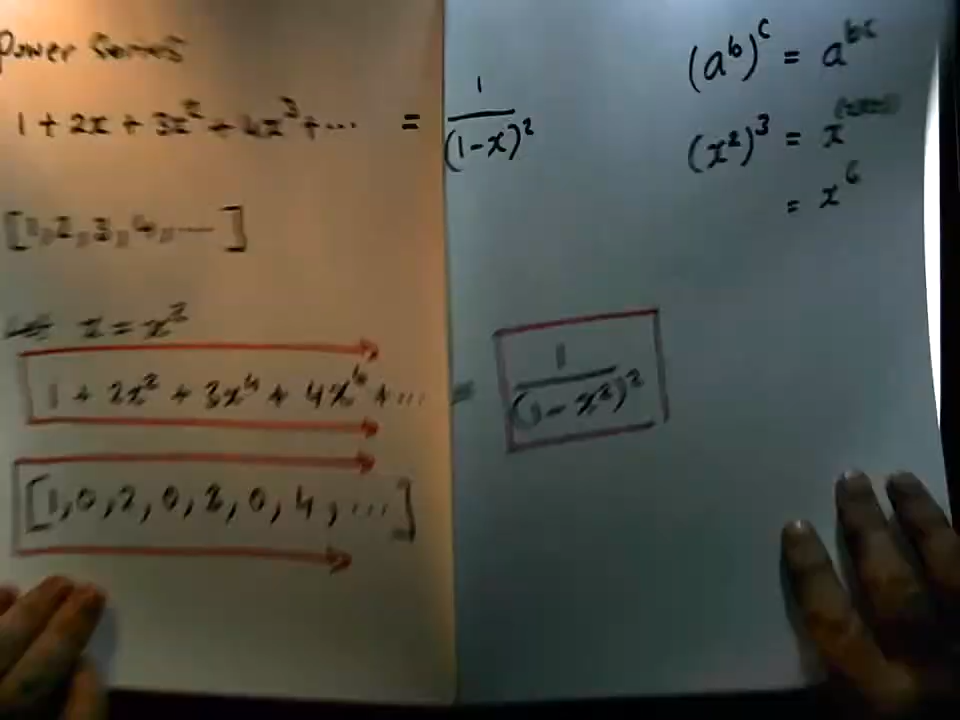 Power Series
1 + 2x + 3x² + 4x³ + ... = 1/(1-x)²
[1, 2, 3, 4, ... ]
x = x²
1 + 2x² + 3x⁴ + 4x⁶ + ... = 1/(1-x²)²
[1, 0, 2, 0, 3, 0, 4, ... ]
(a^b)^c = a^bc
(x²)³ = x
= x⁶